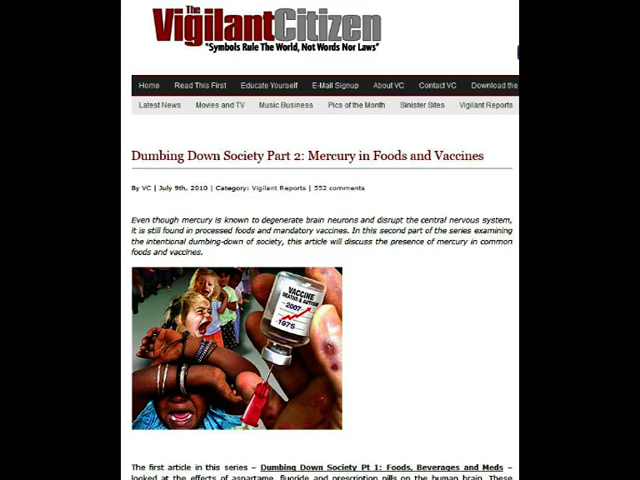 The
VigilantCitizen
"Symbols Rule The World, Not Words Nor Laws"
Home Read This First Educate Yourself E-Mail Signup About VC Contact VC Download the
Latest News Movies and TV Music Business Pics of the Month Sinister Sites Vigilant Reports
Dumbing Down Society Part 2: Mercury in Foods and Vaccines
By VC | July 9th, 2010 | Category: Vigilant Reports | 552 comments
Even though mercury is known to degenerate brain neurons and disrupt the central nervous system,
it is still found in processed foods and mandatory vaccines. In this second part of the series examining
the intentional dumbing-down of society, this article will discuss the presence of mercury in common
foods and vaccines.
VACCINE
DEATHS & AUTISM
2007
1975
The first article in this series – Dumbing Down Society Pt 1: Foods, Beverages and Meds –
looked at the effects of aspartame, fluoride and prescription pills on the human brain. These